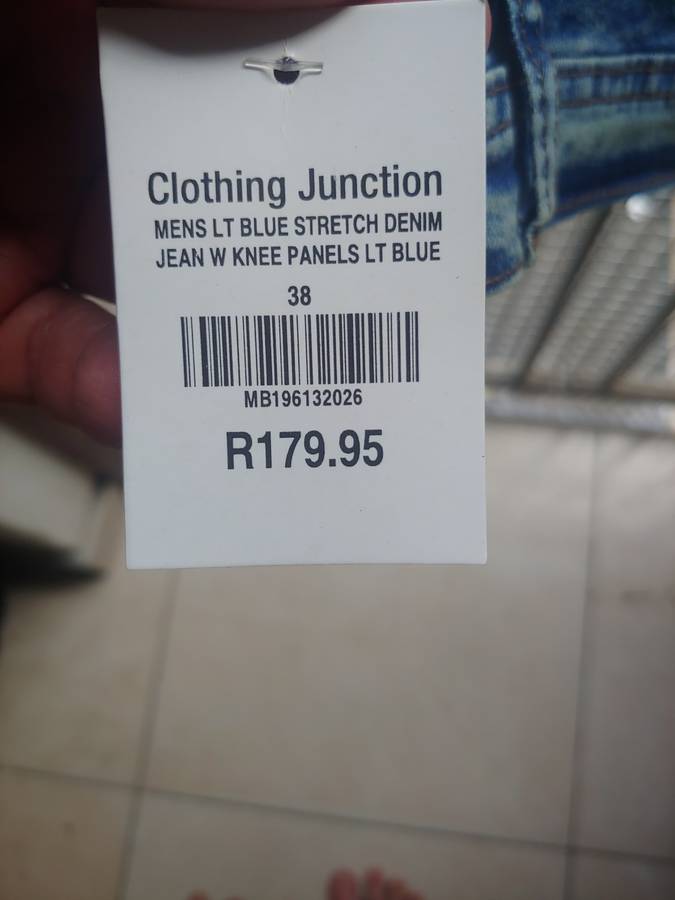 Clothing Junction
MENS LT BLUE STRETCH DENIM
JEAN W KNEE PANELS LT BLUE
38
MB196132026
R179.95